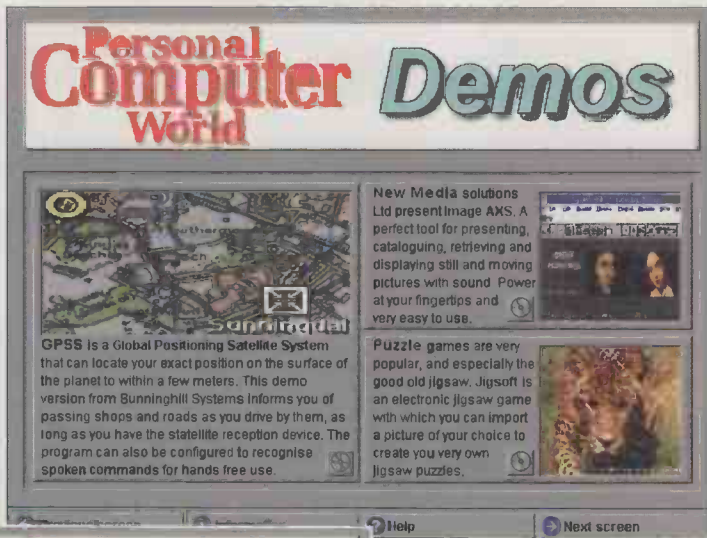 Personal
Computer
World
Demos
Sunningdal
GPSS is a Global Positioning Satellite System
that can locate your exact position on the surface of
the planet to within a few meters. This demo
version from Bunninghill Systems informs you of
passing shops and roads as you drive by them, as
long as you have the statellite reception device. The
program can also be configured to recognise
spoken commands for hands free use.
New Media solutions
Ltd present Image AXS. A
perfect tool for presenting,
cataloguing, retrieving and
displaying still and moving
pictures with sound. Power
at your fingertips and
very easy to use.
Puzzle games are very
popular, and especially the
good old jigsaw. Jigsoft is
an electronic jigsaw game
with which you can import
a picture of your choice to
create you very own
jigsaw puzzles.
Help
Next screen